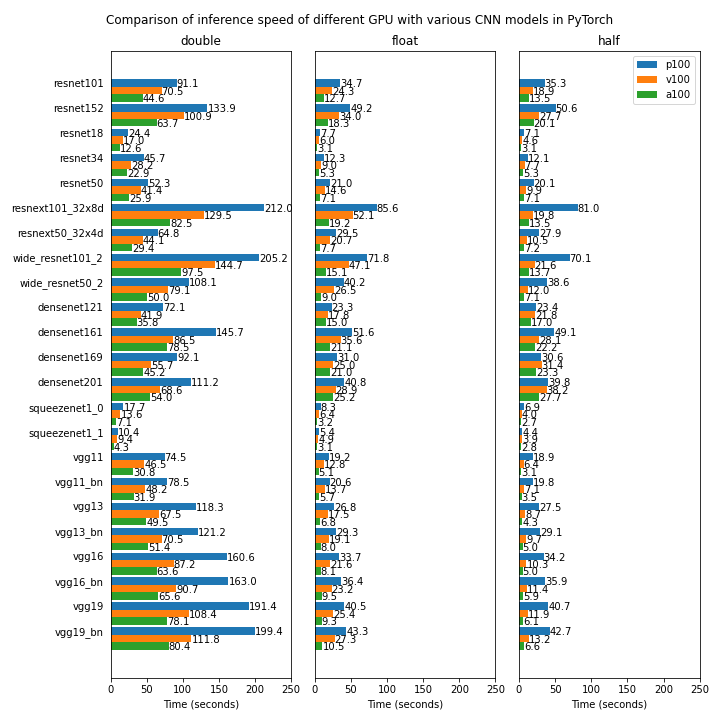 Comparison of inference speed of different GPU with various CNN models in PyTorch
double float half
p100
v100
a100
resnet101 91.1 70.5 44.6 34.7 24.3 12.7 35.3 18.9 13.5
resnet152 133.9 100.9 63.7 49.2 34.0 18.3 50.6 27.7 20.1
resnet18 24.4 17.0 12.6 7.7 6.0 3.1 7.1 4.6 3.1
resnet34 45.7 28.2 22.9 12.3 9.0 5.3 12.1 7.7 5.3
resnet50 52.3 41.4 25.9 21.0 14.6 7.1 20.1 9.9 7.1
resnext101_32x8d 212.0 129.5 82.5 85.6 52.1 19.2 81.0 19.8 13.5
resnext50_32x4d 64.8 44.1 29.4 29.5 20.7 7.7 27.9 10.5 7.2
wide_resnet101_2 205.2 144.7 97.5 71.8 47.1 15.1 70.1 21.6 13.7
wide_resnet50_2 108.1 79.1 50.0 40.2 26.5 9.0 38.6 12.0 7.1
densenet121 72.1 41.9 35.8 23.3 17.8 15.0 23.4 21.8 17.0
densenet161 145.7 86.5 78.5 51.6 35.6 21.1 49.1 28.1 22.2
densenet169 92.1 55.7 45.2 31.0 25.0 21.0 30.6 31.4 23.3
densenet201 111.2 68.6 54.0 40.8 28.9 25.2 39.8 38.2 27.7
squeezenet1_0 17.7 13.6 7.1 8.3 6.4 3.2 6.9 4.0 2.7
squeezenet1_1 10.4 9.4 4.3 5.4 4.9 3.1 4.4 3.9 2.8
vgg11 74.5 46.5 30.8 19.2 12.8 5.1 18.9 6.4 3.1
vgg11_bn 78.5 48.2 31.9 20.6 13.7 5.7 19.8 7.1 3.5
vgg13 118.3 67.5 49.5 26.8 17.5 6.8 27.5 8.7 4.3
vgg13_bn 121.2 70.5 51.4 29.3 19.1 8.0 29.1 9.7 5.0
vgg16 160.6 87.2 63.6 33.7 21.6 8.1 34.2 10.3 5.0
vgg16_bn 163.0 90.7 65.6 36.4 23.2 9.5 35.9 11.4 5.9
vgg19 191.4 108.4 78.1 40.5 25.4 9.3 40.7 11.9 6.1
vgg19_bn 199.4 111.8 80.4 43.3 27.3 10.5 42.7 13.2 6.6
0 50 100 150 200 250 0 50 100 150 200 250 0 50 100 150 200 250
Time (seconds) Time (seconds) Time (seconds)